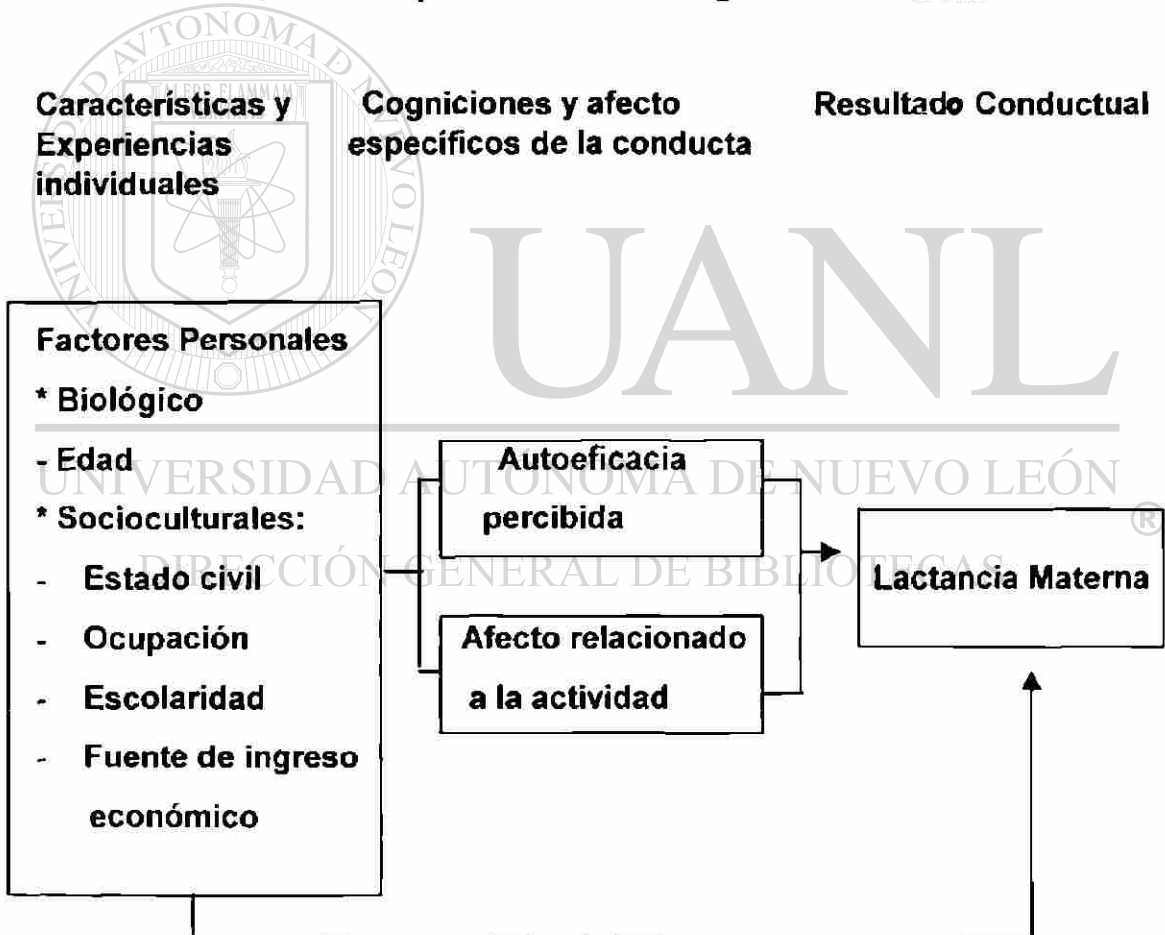 Características y
Experiencias
individuales
Cogniciones y afecto
específicos de la conducta
Resultado Conductual
Factores Personales
* Biológico
- Edad
* Socioculturales:
- Estado civil
- Ocupación
- Escolaridad
- Fuente de ingreso
económico
Autoeficacia
percibida
Afecto relacionado
a la actividad
Lactancia Materna
UANL
UNIVERSIDAD AUTÓNOMA DE NUEVO LEÓN
®
DIRECCIÓN GENERAL DE BIBLIOTECAS